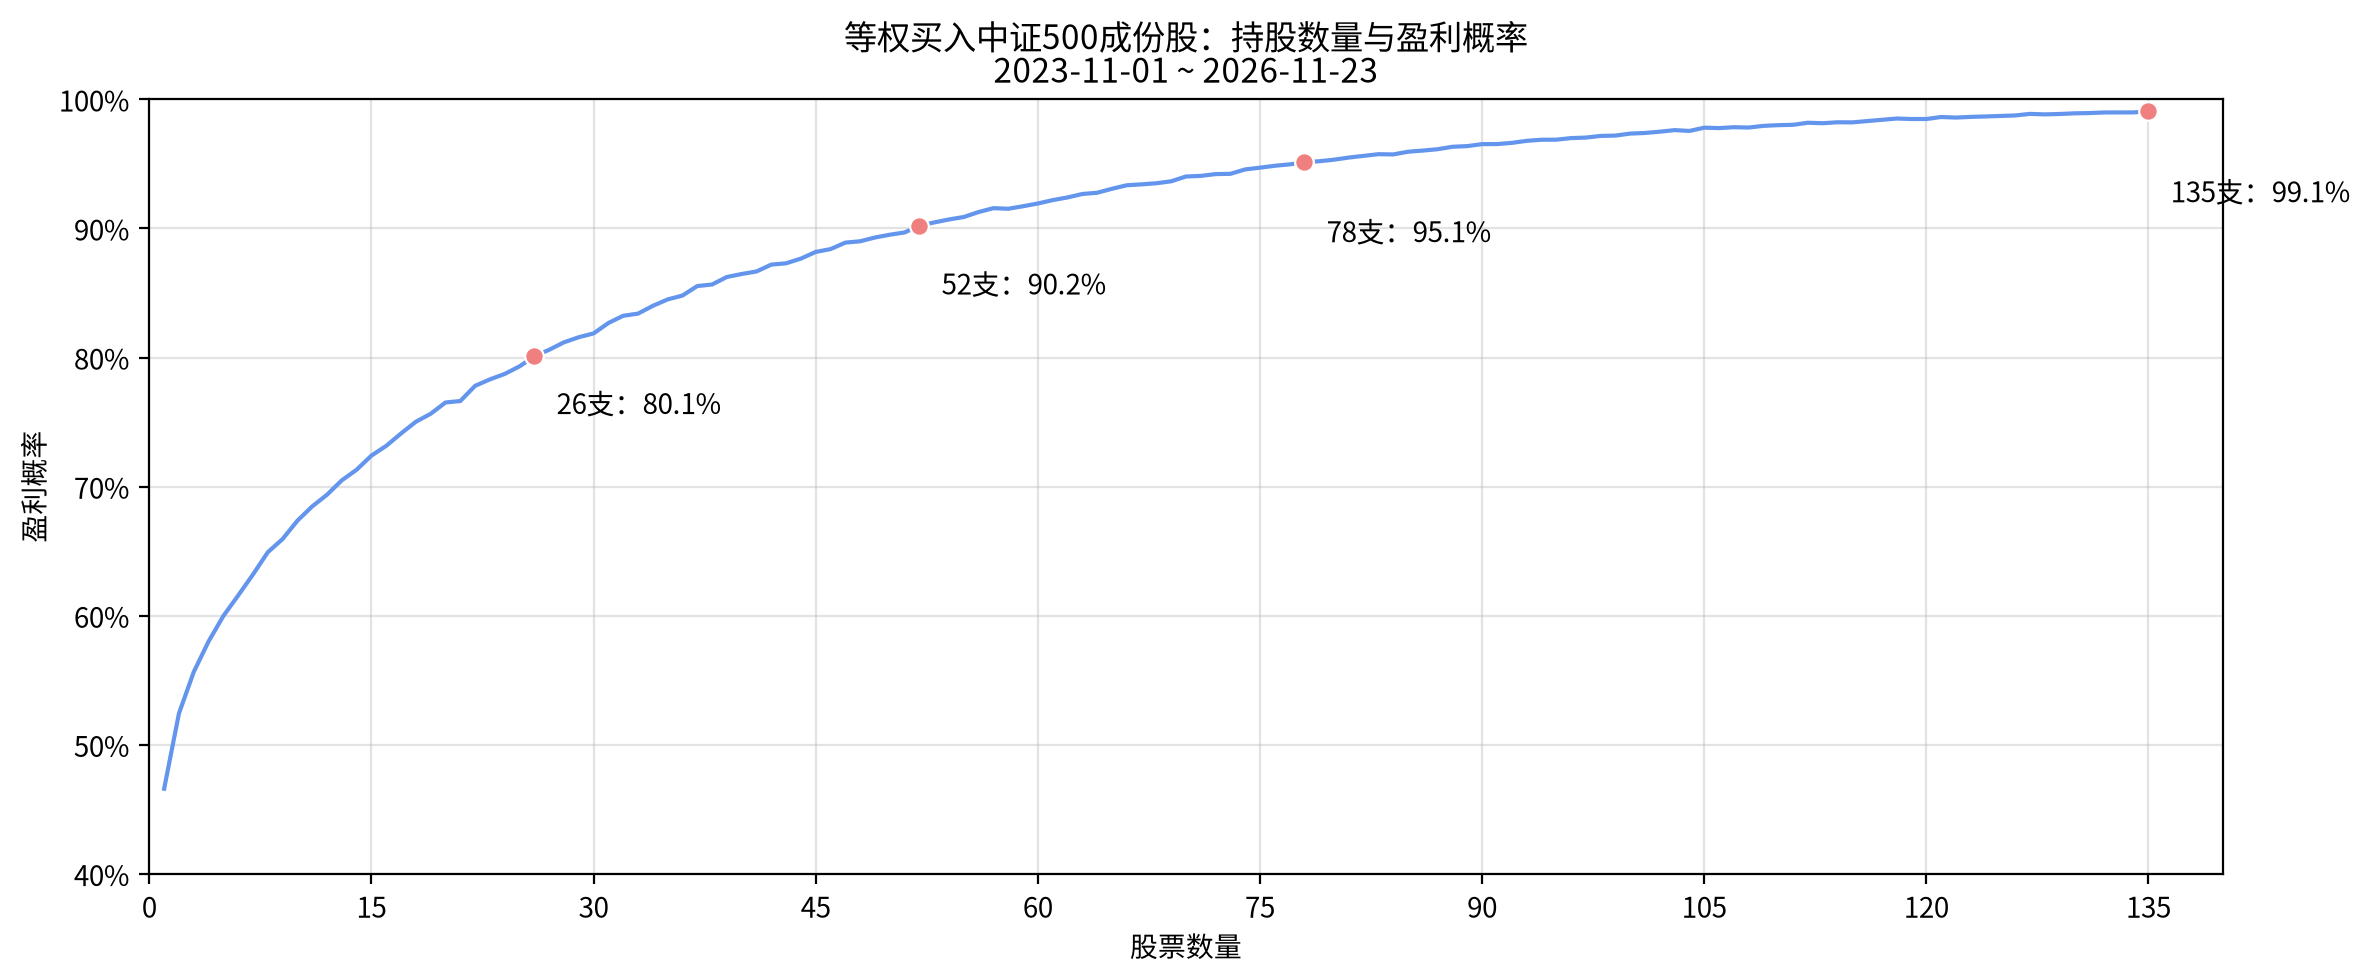 等权买入中证500成份股：持股数量与盈利概率
2023-11-01 ~ 2026-11-23
100%
90%
80%
70%
60%
50%
40%
盈利概率
26支：80.1%
52支：90.2%
78支：95.1%
135支：99.1%
0 15 30 45 60 75 90 105 120 135
股票数量